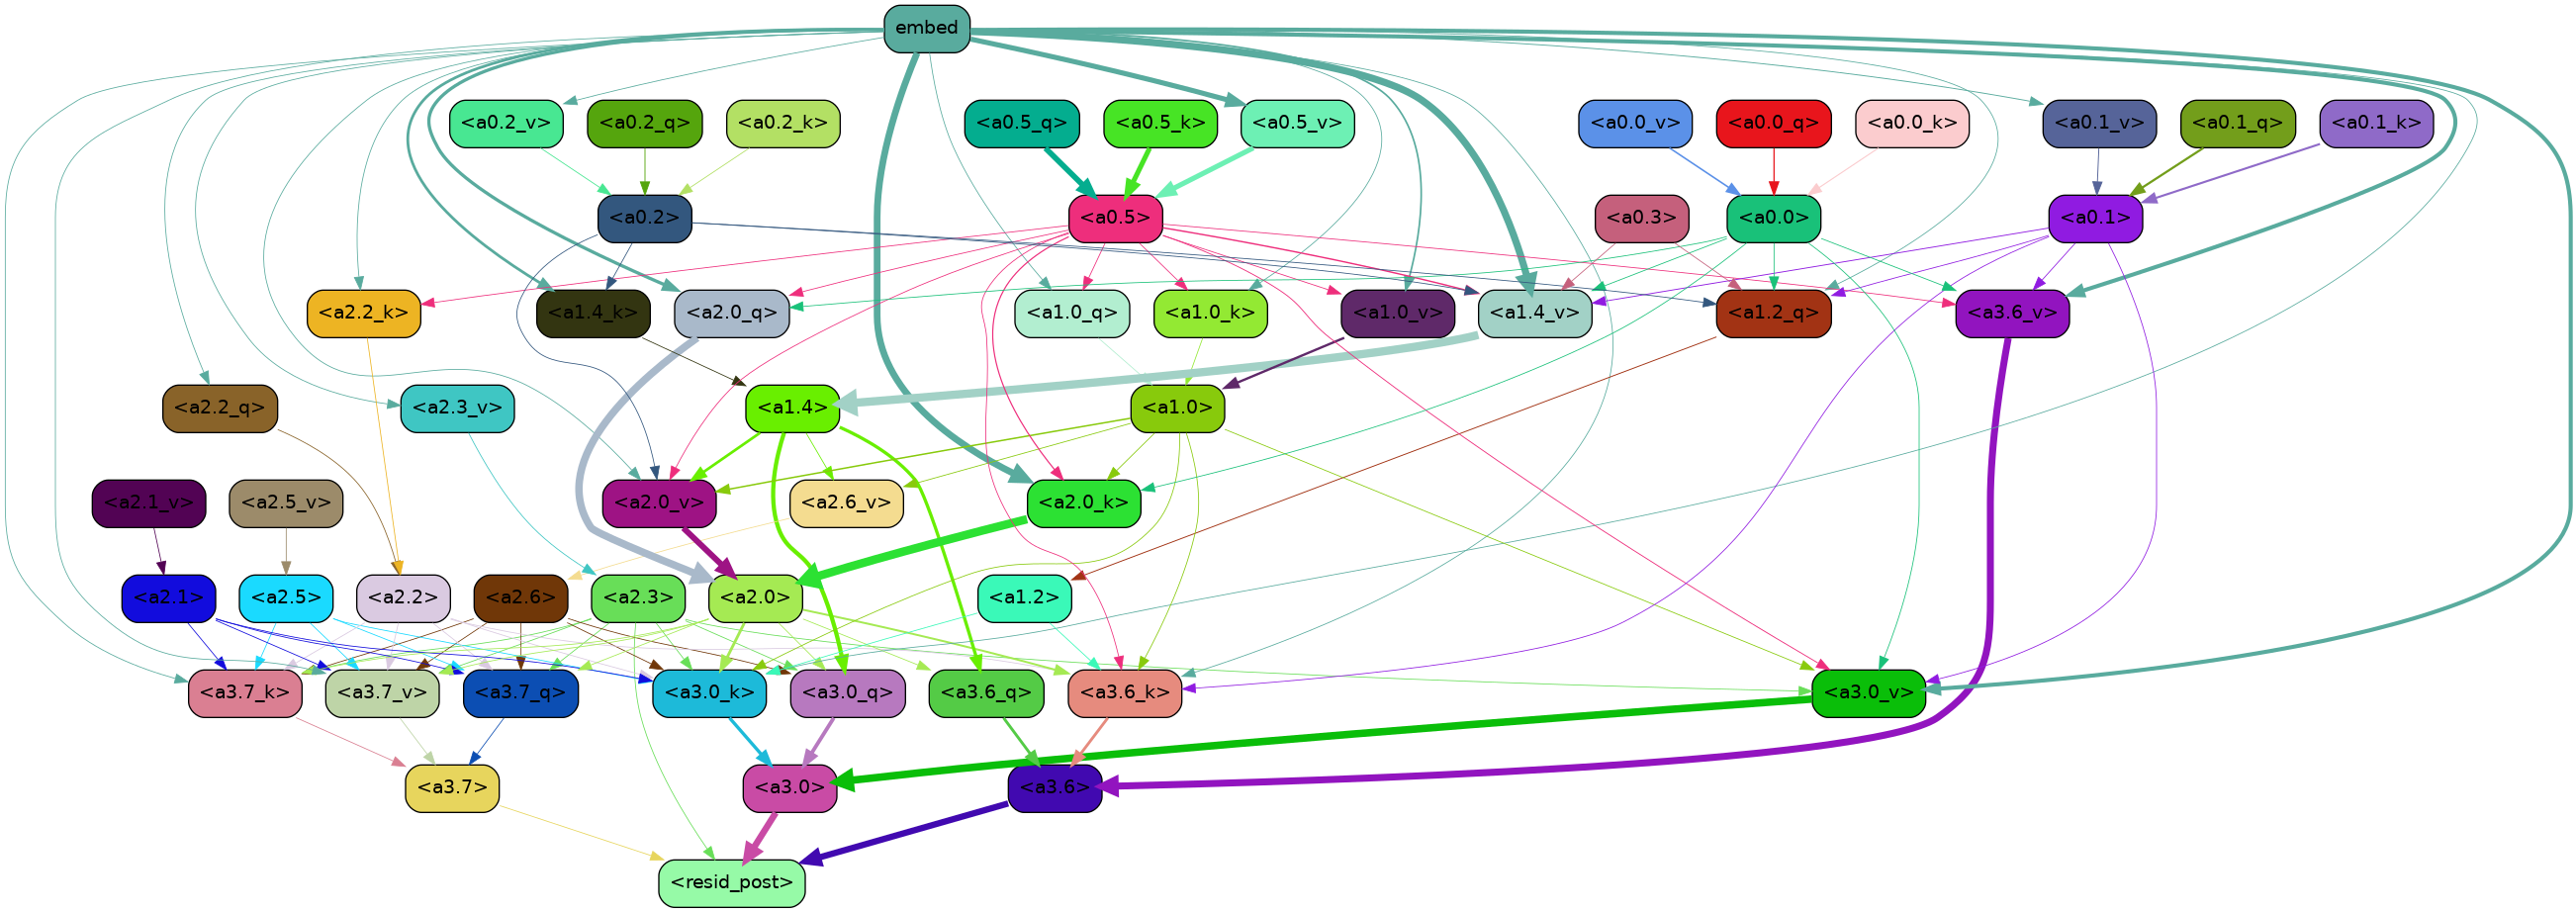 embed
<a0.2_v> <a0.2_q> <a0.2_k> <a0.5_q> <a0.5_k> <a0.5_v> <a0.0_v> <a0.0_q> <a0.0_k> <a0.1_v> <a0.1_q> <a0.1_k>
<a0.2> <a0.5> <a0.3> <a0.0> <a0.1>
<a2.2_k> <a1.4_k> <a2.0_q> <a1.0_q> <a1.0_k> <a1.0_v> <a1.4_v> <a1.2_q> <a3.6_v>
<a2.2_q> <a2.3_v> <a1.4> <a1.0>
<a2.1_v> <a2.5_v> <a2.0_v> <a2.6_v> <a2.0_k>
<a2.1> <a2.5> <a2.2> <a2.6> <a2.3> <a2.0> <a1.2>
<a3.7_k> <a3.7_v> <a3.7_q> <a3.0_k> <a3.0_q> <a3.6_q> <a3.6_k> <a3.0_v>
<a3.7> <a3.0> <a3.6>
<resid_post>